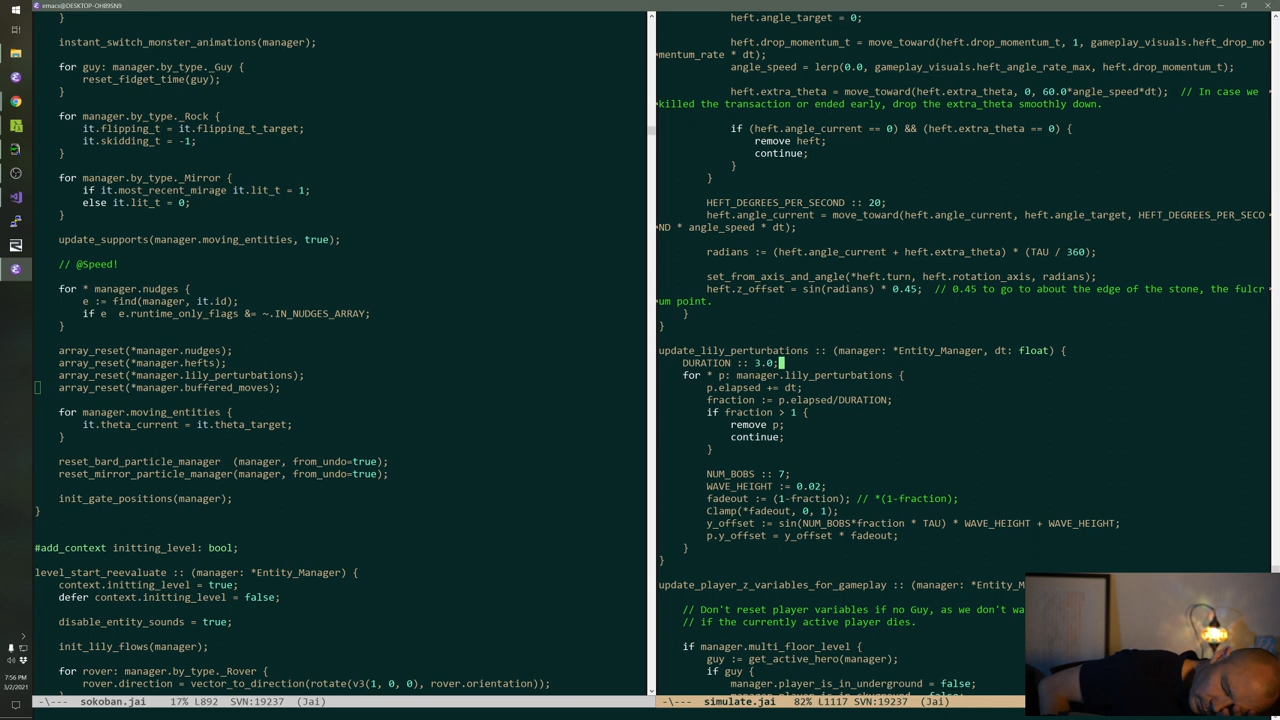 emacs@DESKTOP-OHB9SN9
}
instant_switch_monster_animations(manager);
for guy: manager.by_type._Guy {
reset_fidget_time(guy);
}
for manager.by_type._Rock {
it.flipping_t = it.flipping_t_target;
it.skidding_t = -1;
}
for manager.by_type._Mirror {
if it.most_recent_mirage it.lit_t = 1;
else it.lit_t = 0;
}
update_supports(manager.moving_entities, true);
// @Speed!
for * manager.nudges {
e := find(manager, it.id);
if e  e.runtime_only_flags &= ~.IN_NUDGES_ARRAY;
}
array_reset(*manager.nudges);
array_reset(*manager.hefts);
array_reset(*manager.lily_perturbations);
array_reset(*manager.buffered_moves);
for manager.moving_entities {
it.theta_current = it.theta_target;
}
reset_bard_particle_manager  (manager, from_undo=true);
reset_mirror_particle_manager(manager, from_undo=true);
init_gate_positions(manager);
}
#add_context initting_level: bool;
level_start_reevaluate :: (manager: *Entity_Manager) {
context.initting_level = true;
defer context.initting_level = false;
disable_entity_sounds = true;
init_lily_flows(manager);
for rover: manager.by_type._Rover {
rover.direction = vector_to_direction(rotate(v3(1, 0, 0), rover.orientation));
-\--- sokoban.jai 17% L892 SVN:19237 (Jai)
heft.angle_target = 0;
heft.drop_momentum_t = move_toward(heft.drop_momentum_t, 1, gameplay_visuals.heft_drop_mo
mentum_rate * dt);
angle_speed = lerp(0.0, gameplay_visuals.heft_angle_rate_max, heft.drop_momentum_t);
heft.extra_theta = move_toward(heft.extra_theta, 0, 60.0*angle_speed*dt);  // In case we
killed the transaction or ended early, drop the extra_theta smoothly down.
if (heft.angle_current == 0) && (heft.extra_theta == 0) {
remove heft;
continue;
}
}
HEFT_DEGREES_PER_SECOND :: 20;
heft.angle_current = move_toward(heft.angle_current, heft.angle_target, HEFT_DEGREES_PER_SECO
ND * angle_speed * dt);
radians := (heft.angle_current + heft.extra_theta) * (TAU / 360);
set_from_axis_and_angle(*heft.turn, heft.rotation_axis, radians);
heft.z_offset = sin(radians) * 0.45;  // 0.45 to go to about the edge of the stone, the fulcr
um point.
}
}
update_lily_perturbations :: (manager: *Entity_Manager, dt: float) {
DURATION :: 3.0;
for * p: manager.lily_perturbations {
p.elapsed += dt;
fraction := p.elapsed/DURATION;
if fraction > 1 {
remove p;
continue;
}
NUM_BOBS :: 7;
WAVE_HEIGHT := 0.02;
fadeout := (1-fraction); // *(1-fraction);
Clamp(*fadeout, 0, 1);
y_offset := sin(NUM_BOBS*fraction * TAU) * WAVE_HEIGHT + WAVE_HEIGHT;
p.y_offset = y_offset * fadeout;
}
}
update_player_z_variables_for_gameplay :: (manager: *Entity_M
// Don't reset player variables if no Guy, as we don't wa
// if the currently active player dies.
if manager.multi_floor_level {
guy := get_active_hero(manager);
if guy {
manager.player_is_in_underground = false;
-\--- simulate.jai 82% L1117 SVN:19237 (Jai)
7:56 PM
5/2/2021